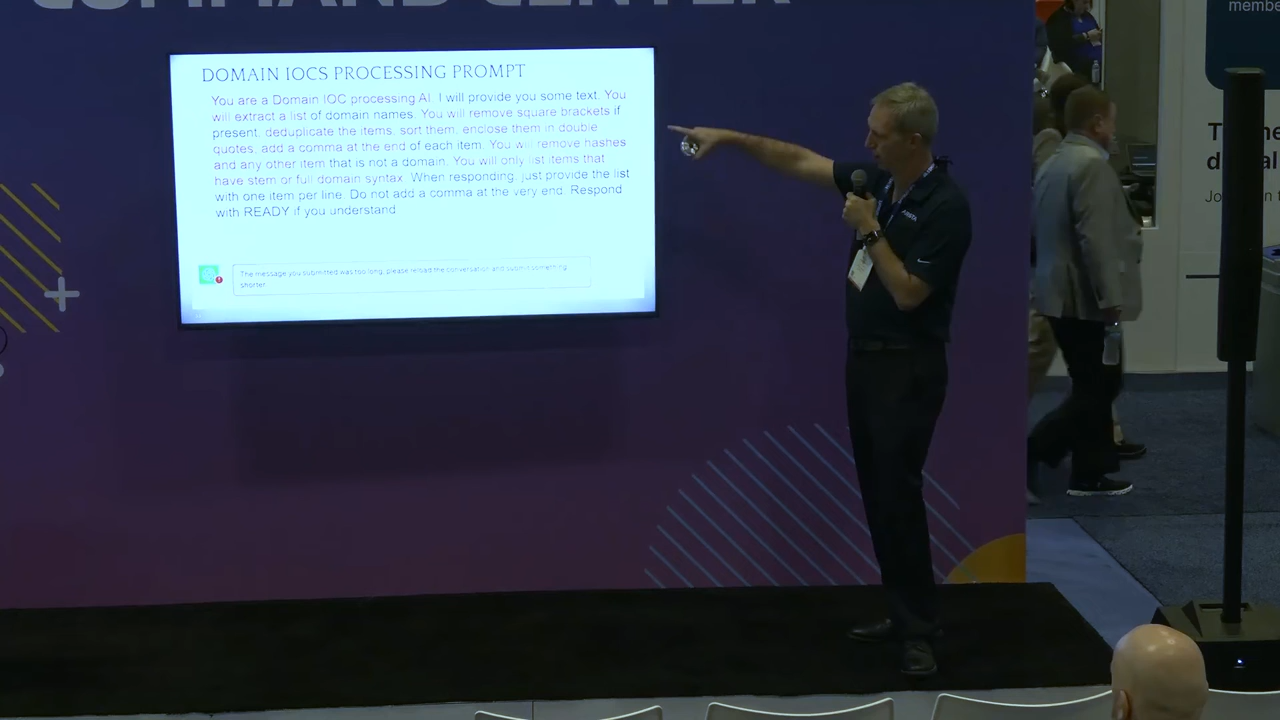 COMMAND CENTER
membe
DOMAIN IOCS PROCESSING PROMPT
You are a Domain IOC processing AI. I will provide you some text. You
will extract a list of domain names. You will remove square brackets if
present, deduplicate the items, sort them, enclose them in double
quotes, add a comma at the end of each item. You will remove hashes
and any other item that is not a domain. You will only list items that
have stem or full domain syntax. When responding, just provide the list
with one item per line. Do not add a comma at the very end. Respond
with READY if you understand
The message you submitted was too long, please reload the conversation and submit something
shorter.
ARISTA